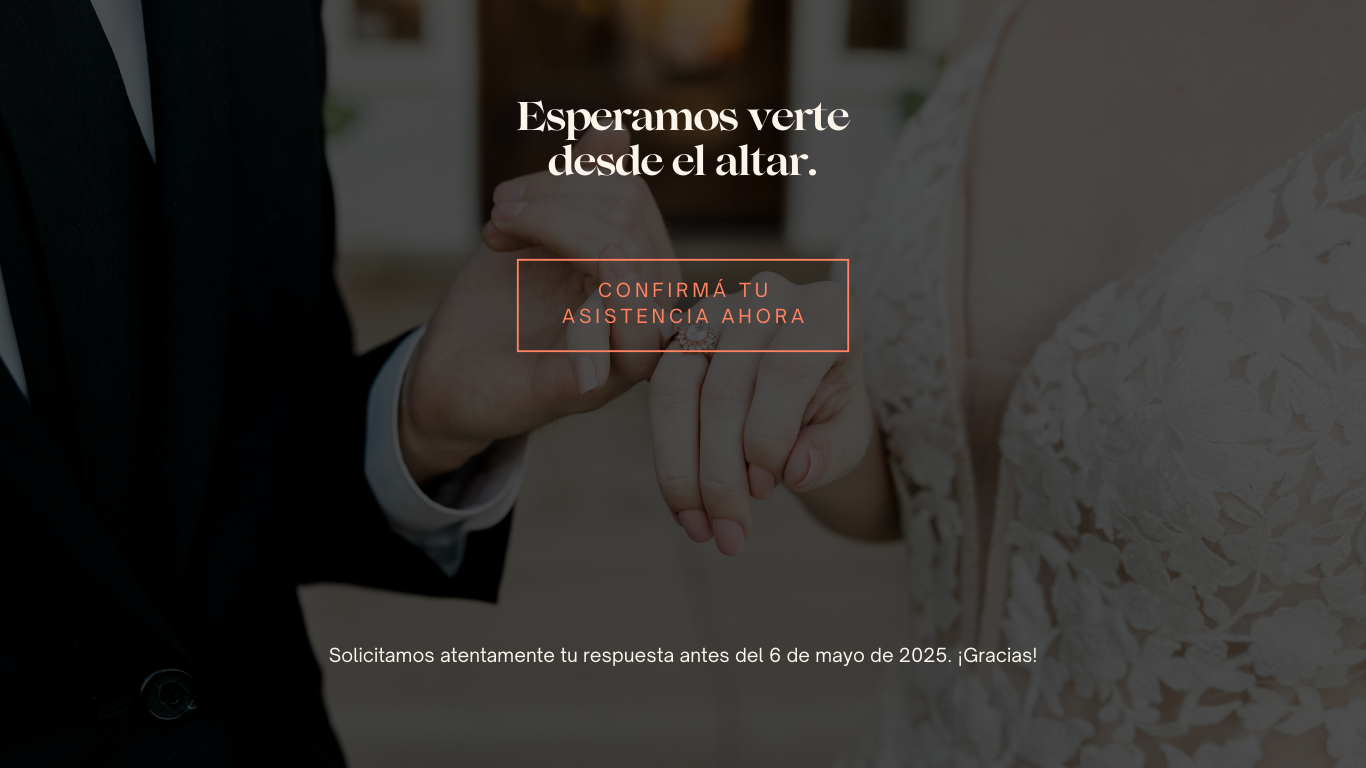 Esperamos verte
desde el altar.
CONFIRMÁ TU
ASISTENCIA AHORA
Solicitamos atentamente tu respuesta antes del 6 de mayo de 2025. ¡Gracias!